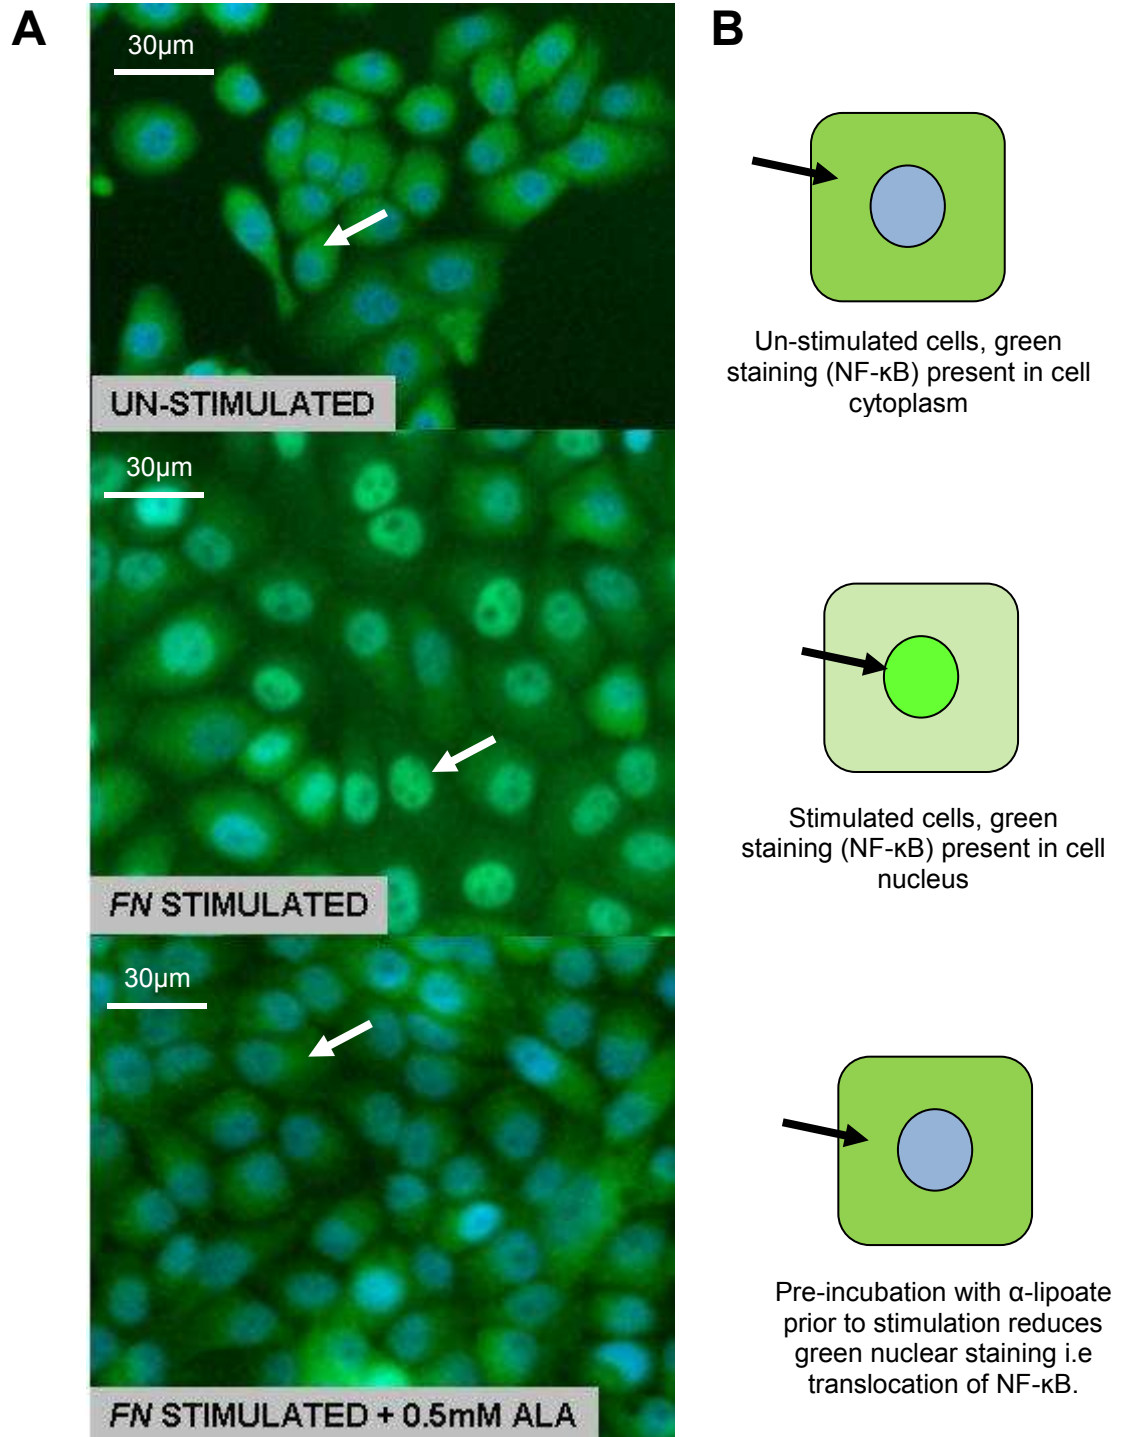 A
B
30µm
UN-STIMULATED
Un-stimulated cells, green
staining (NF-κB) present in cell
cytoplasm
30µm
FN STIMULATED
Stimulated cells, green
staining (NF-κB) present in cell
nucleus
30µm
FN STIMULATED + 0.5mM ALA
Pre-incubation with α-lipoate
prior to stimulation reduces
green nuclear staining i.e
translocation of NF-κB.